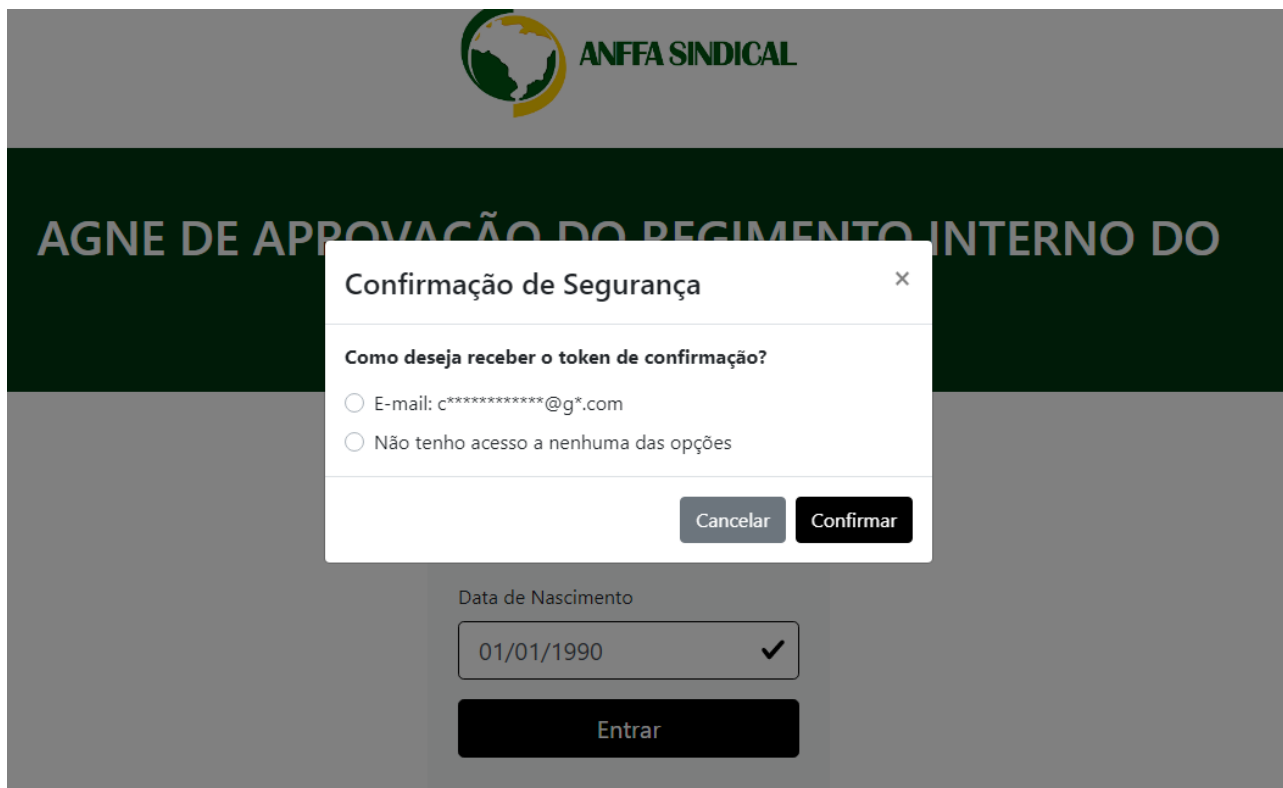 ANFFA SINDICAL
AGNE DE APROVAÇÃO DO REGIMENTO INTERNO DO
Confirmação de Segurança
×
Como deseja receber o token de confirmação?
E-mail: c************@g*.com
Não tenho acesso a nenhuma das opções
Cancelar Confirmar
Data de Nascimento
01/01/1990
Entrar